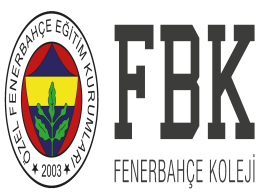 ÖZEL FENERBAHÇE EĞİTİM KURUMLARI
★ 2003 ★
FBK
FENERBAHÇE KOLEJİ